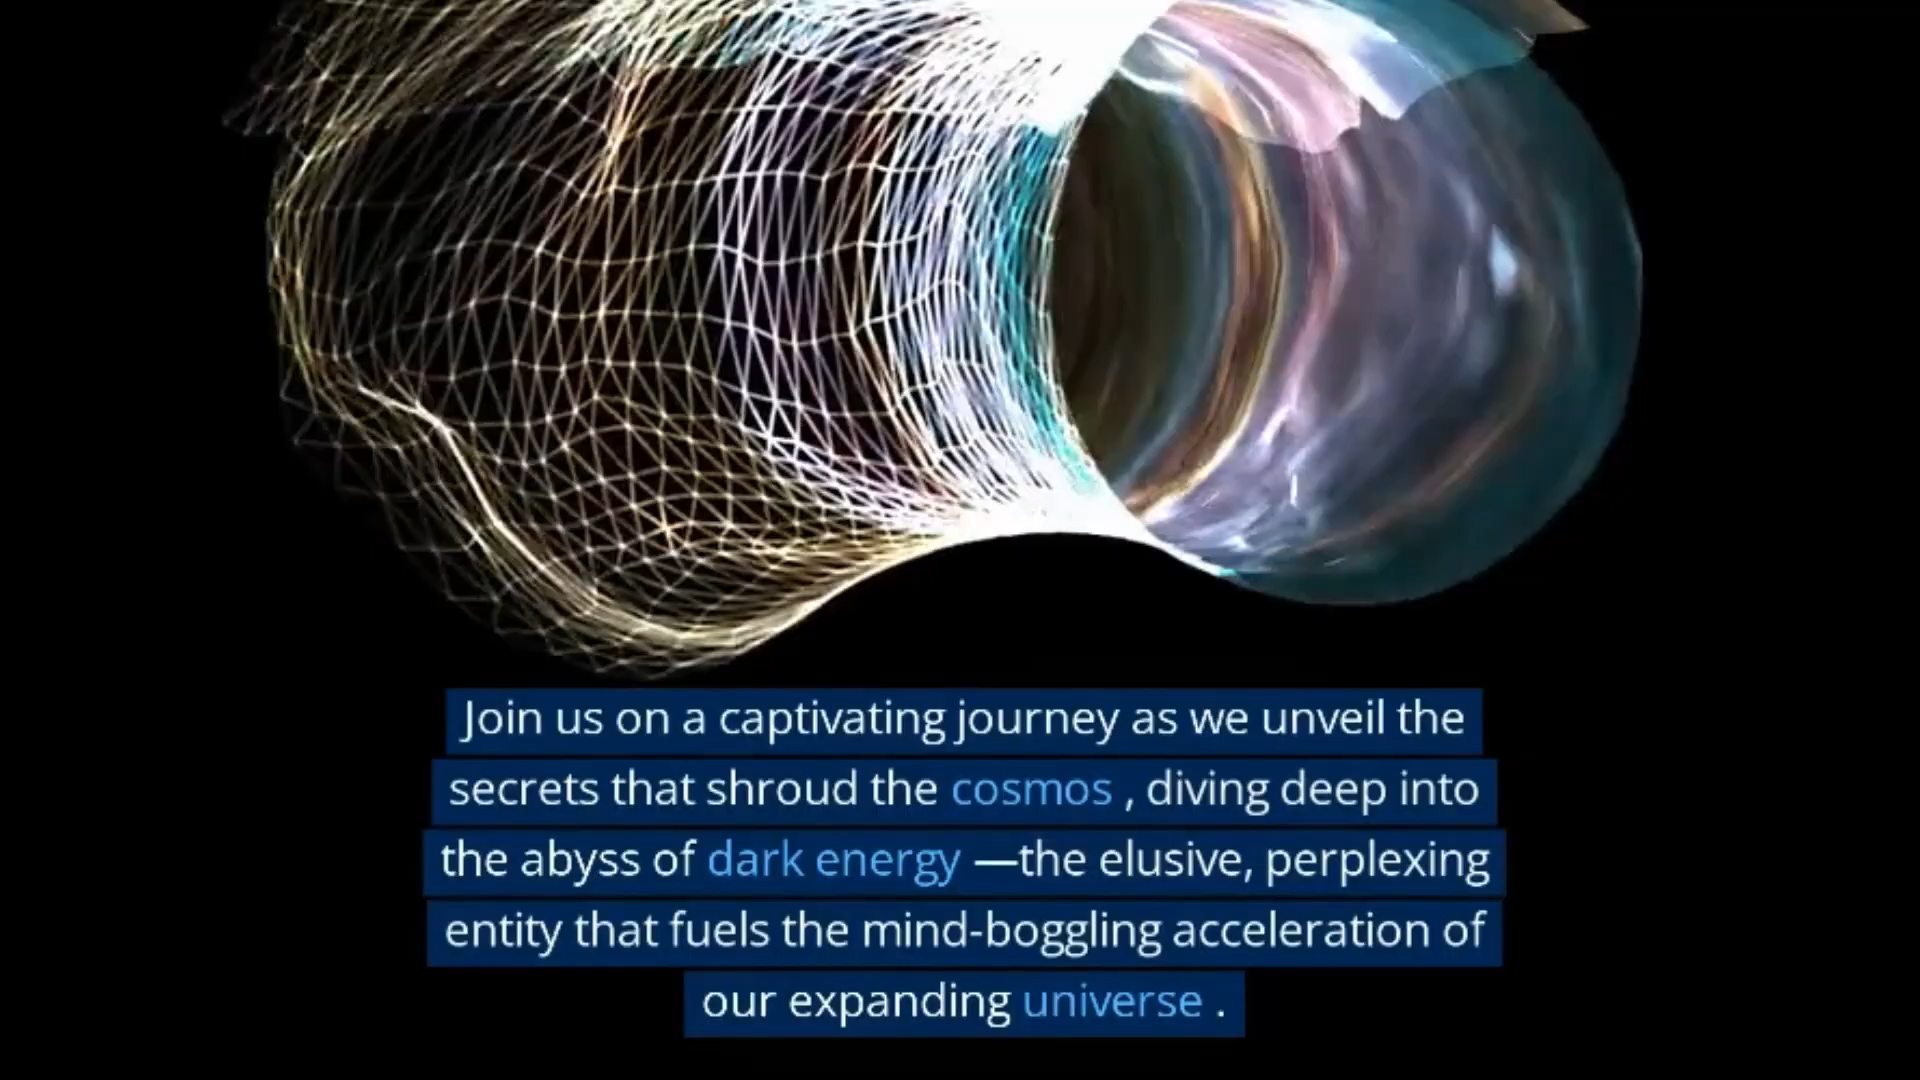 Join us on a captivating journey as we unveil the
secrets that shroud the cosmos , diving deep into
the abyss of dark energy —the elusive, perplexing
entity that fuels the mind-boggling acceleration of
our expanding universe .